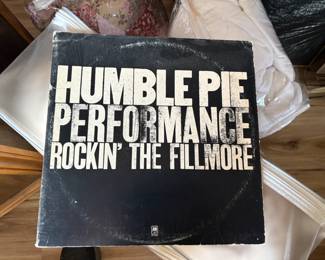 HUMBLE PIE
PERFORMANCE
ROCKIN' THE FILLMORE